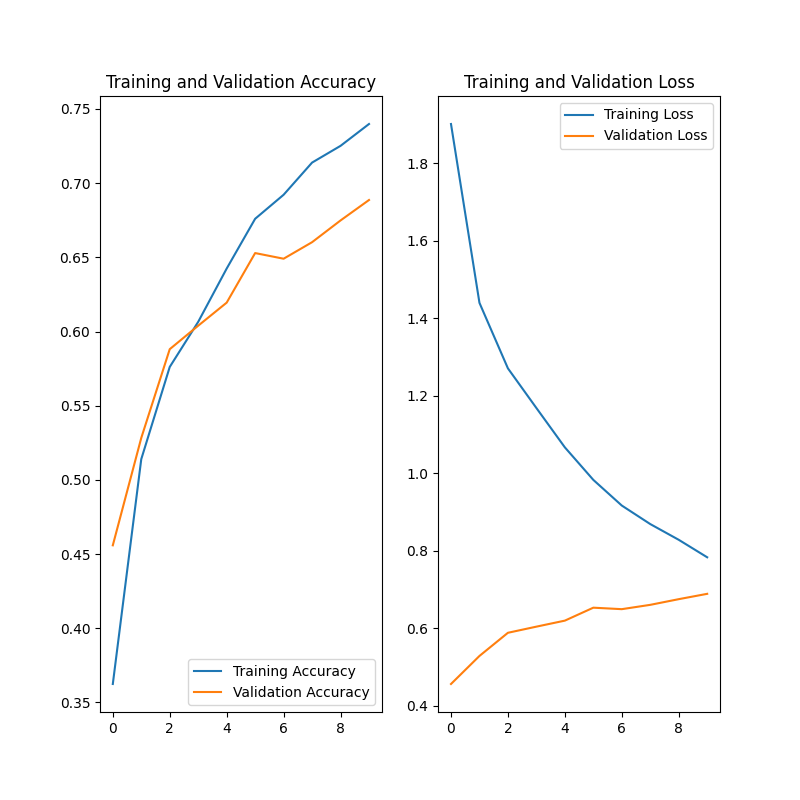 Training and Validation Accuracy
0.75
0.70
0.65
0.60
0.55
0.50
0.45
0.40
0.35
0 2 4 6 8
Training Accuracy
Validation Accuracy
Training and Validation Loss
1.8
1.6
1.4
1.2
1.0
0.8
0.6
0.4
0 2 4 6 8
Training Loss
Validation Loss